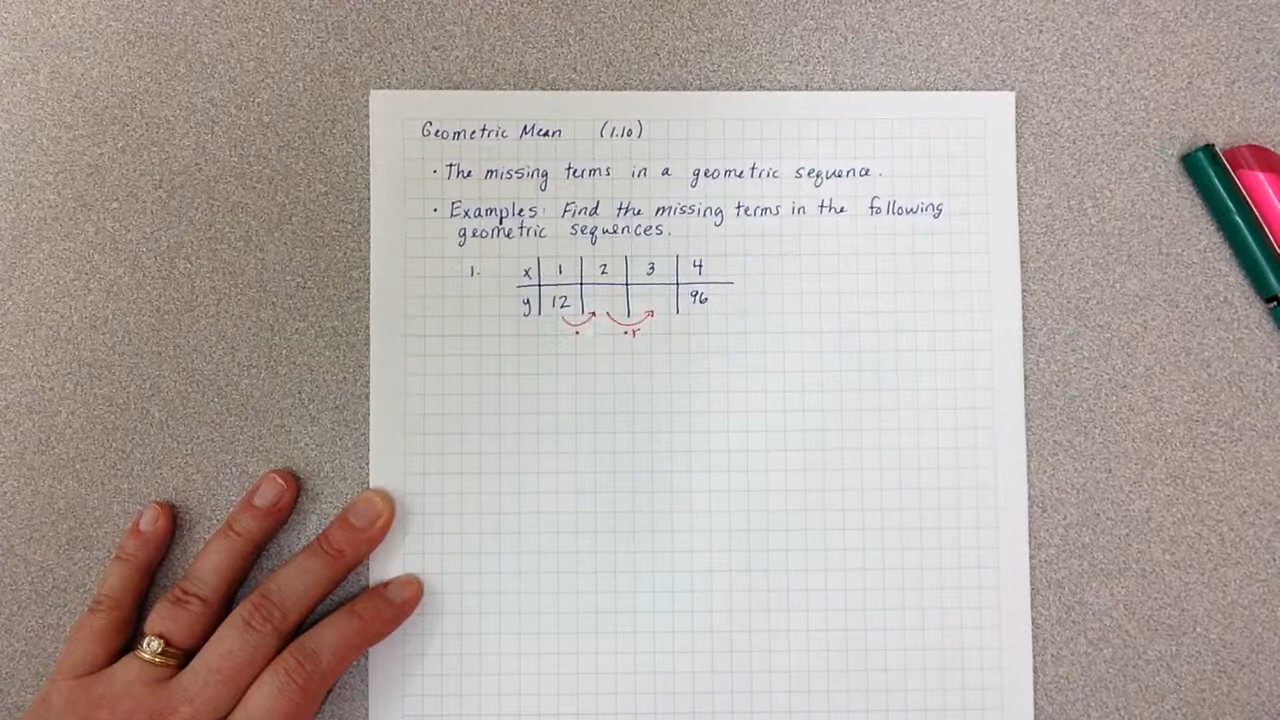 Geometric Mean (1.10)
• The missing terms in a geometric sequence.
• Examples: Find the missing terms in the following
geometric sequences.
1. x 1 2 3 4
y 12 96
• •r